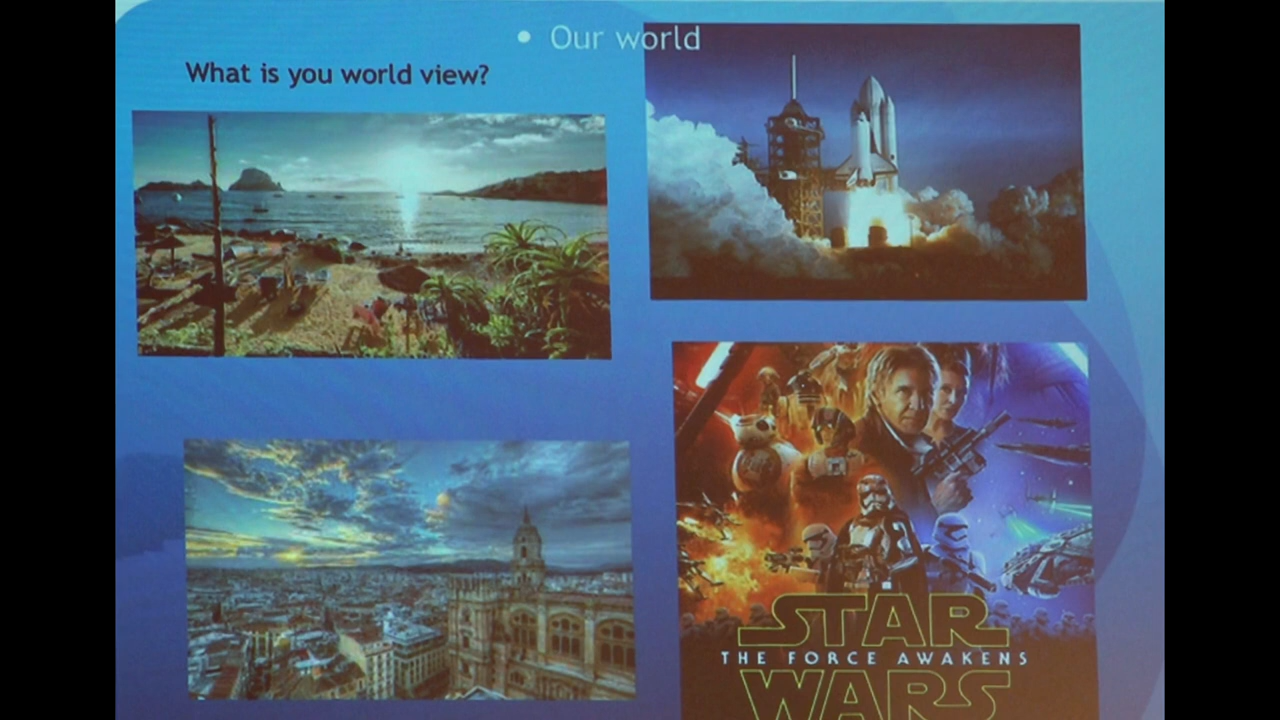 • Our world
What is you world view?
STAR
THE FORCE AWAKENS
WARS